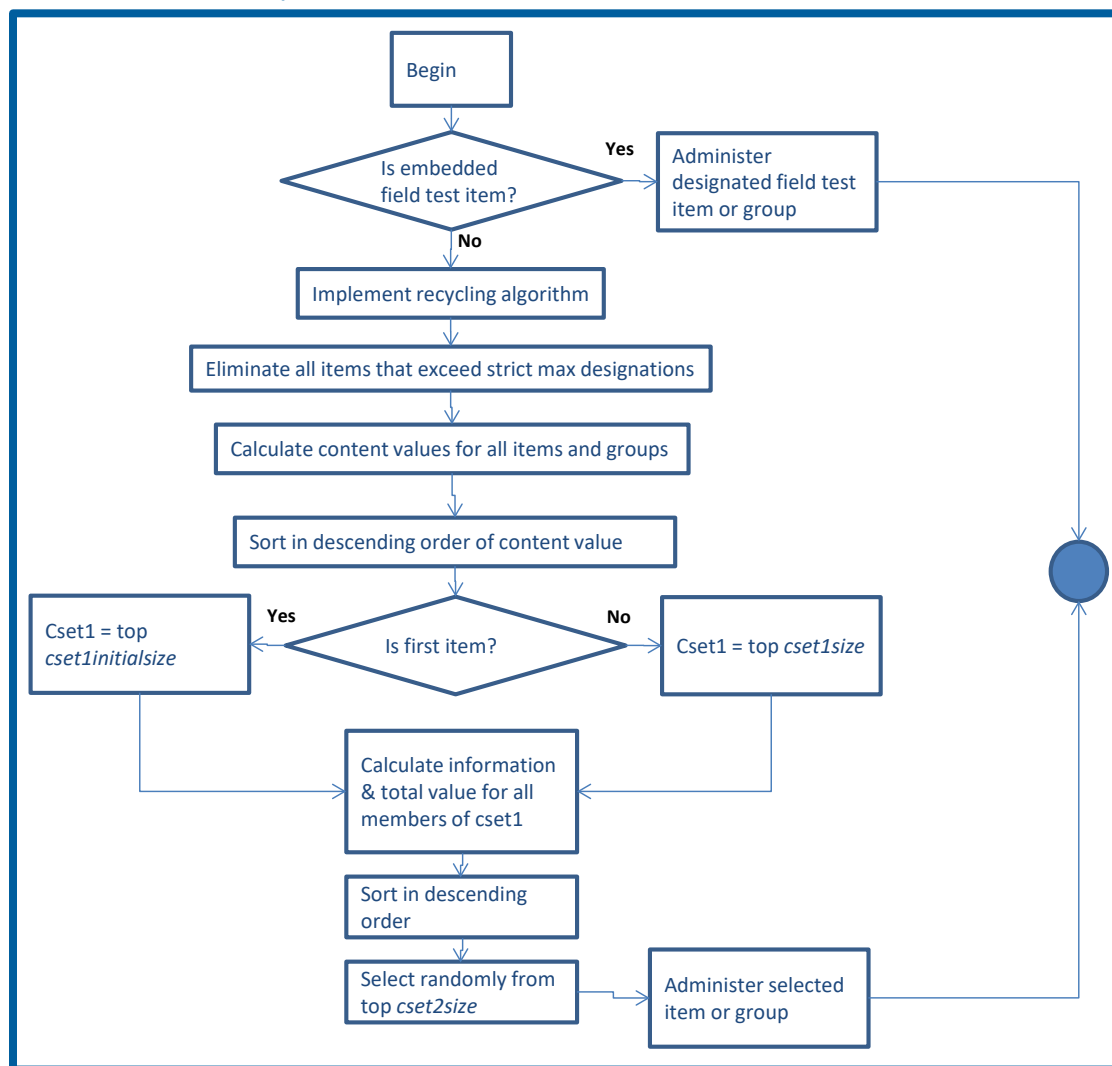 Begin
Is embedded
field test item?
Yes
Administer
designated field test
item or group
No
Implement recycling algorithm
Eliminate all items that exceed strict max designations
Calculate content values for all items and groups
Sort in descending order of content value
Is first item?
Yes
No
Cset1 = top
cset1initialsize
Cset1 = top cset1size
Calculate information
& total value for all
members of cset1
Sort in descending
order
Select randomly from
top cset2size
Administer selected
item or group